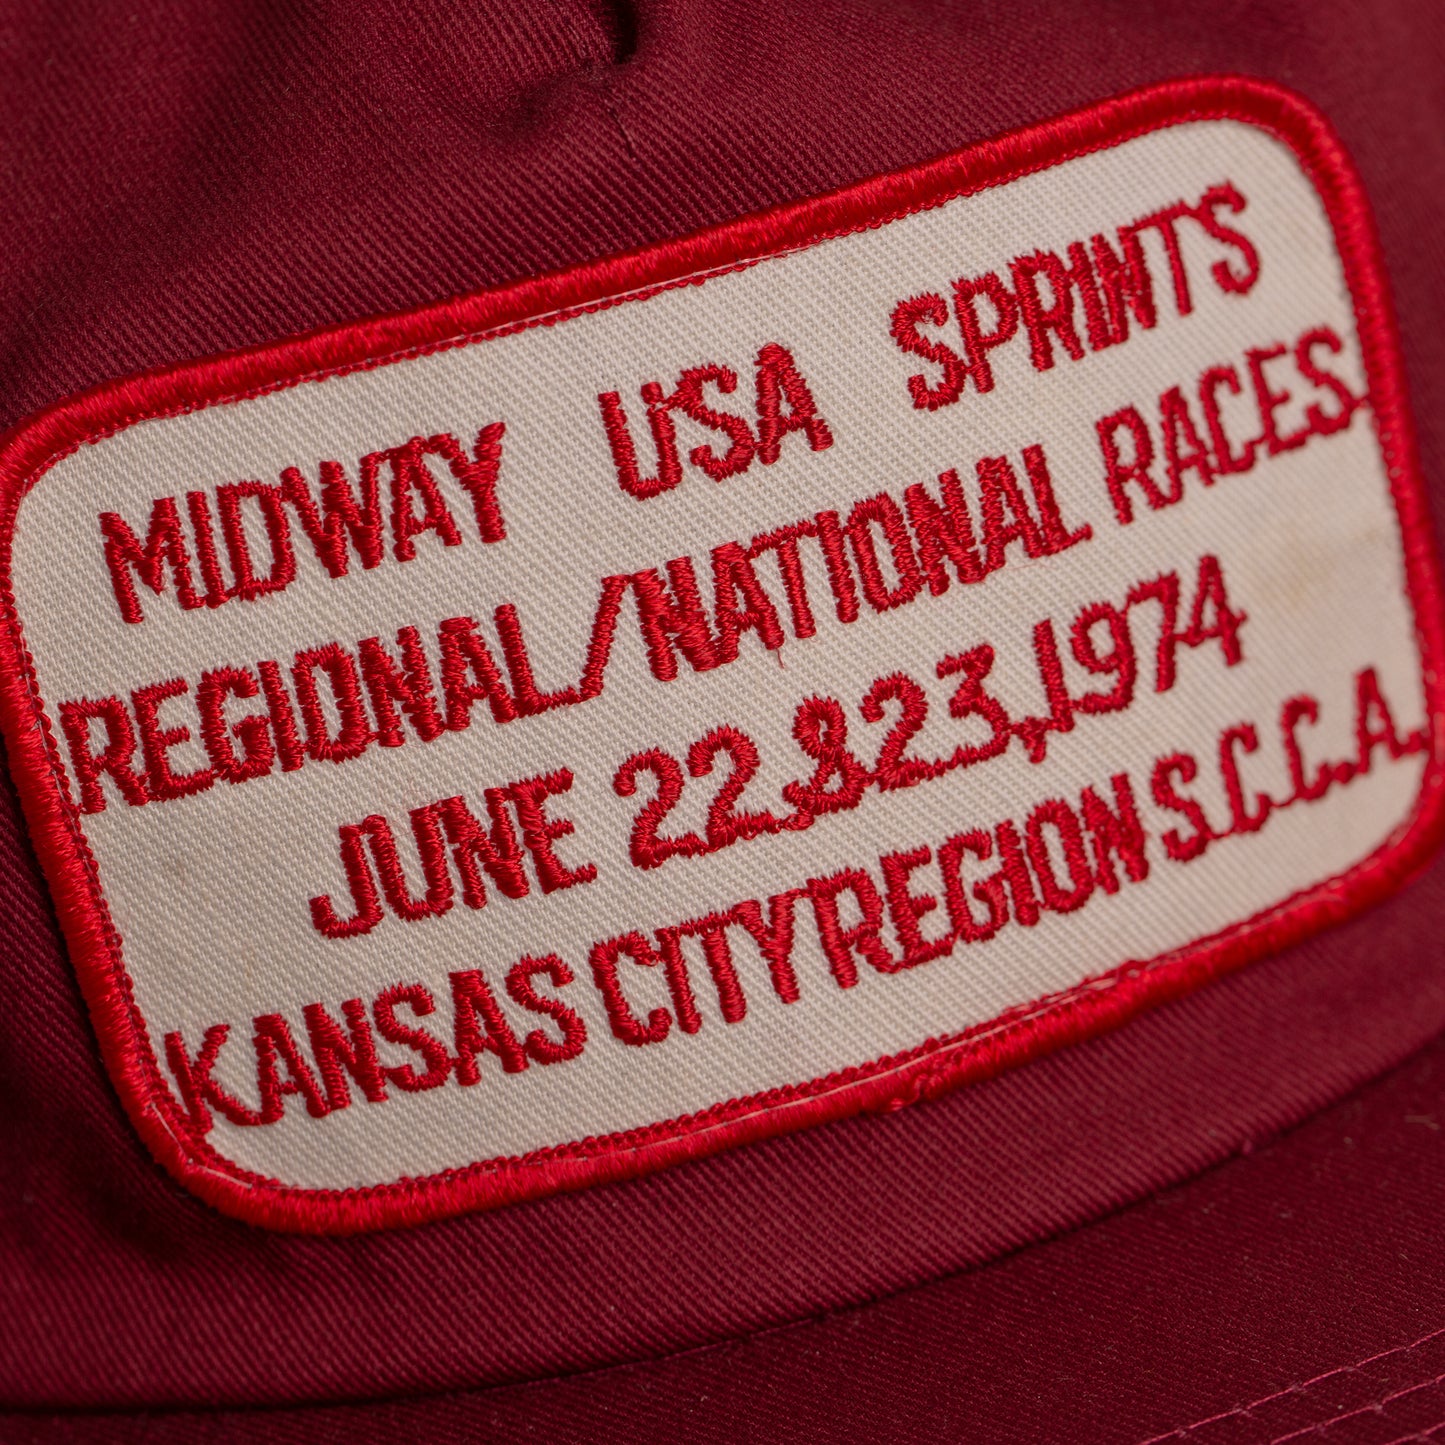 MIDWAY USA SPRINTS
REGIONAL/NATIONAL RACES
JUNE 22 & 23, 1974
KANSAS CITY REGION S.C.C.A.